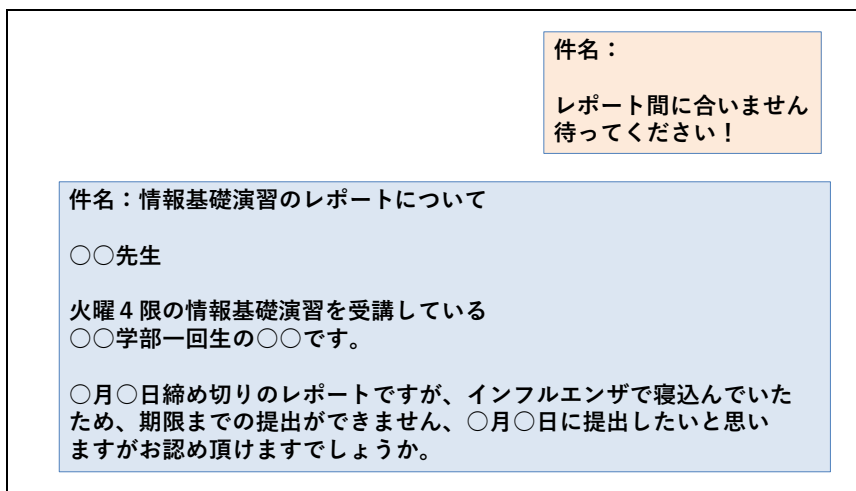 件名：
レポート間に合いません
待ってください！
件名：情報基礎演習のレポートについて
○○先生
火曜４限の情報基礎演習を受講している
○○学部一回生の○○です。
○月○日締め切りのレポートですが、インフルエンザで寝込んでいた
ため、期限までの提出ができません、○月○日に提出したいと思い
ますがお認め頂けますでしょうか。